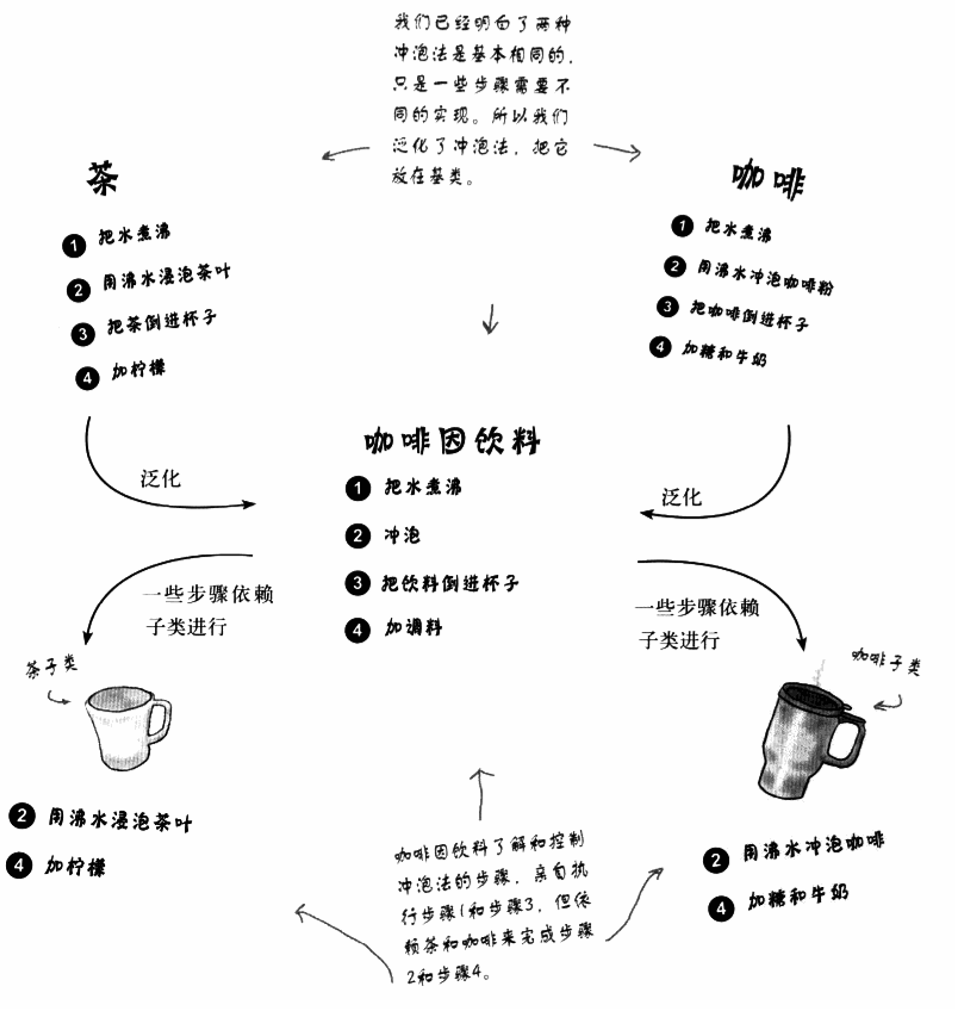 我们已经明白了两种
冲泡法是基本相同的，
只是一些步骤需要不
同的实现。所以我们
泛化了冲泡法，把它
放在基类。
茶
1 把水煮沸
2 用沸水浸泡茶叶
3 把茶倒进杯子
4 加柠檬
咖啡
1 把水煮沸
2 用沸水冲泡咖啡粉
3 把咖啡倒进杯子
4 加糖和牛奶
泛化
咖啡因饮料
1 把水煮沸
2 冲泡
3 把饮料倒进杯子
4 加调料
泛化
一些步骤依赖
子类进行
一些步骤依赖
子类进行
茶子类
咖啡子类
2 用沸水浸泡茶叶
4 加柠檬
咖啡因饮料了解和控制
冲泡法的步骤，亲自执
行步骤1和步骤3，但依
赖茶和咖啡来完成步骤
2和步骤4。
2 用沸水冲泡咖啡
4 加糖和牛奶